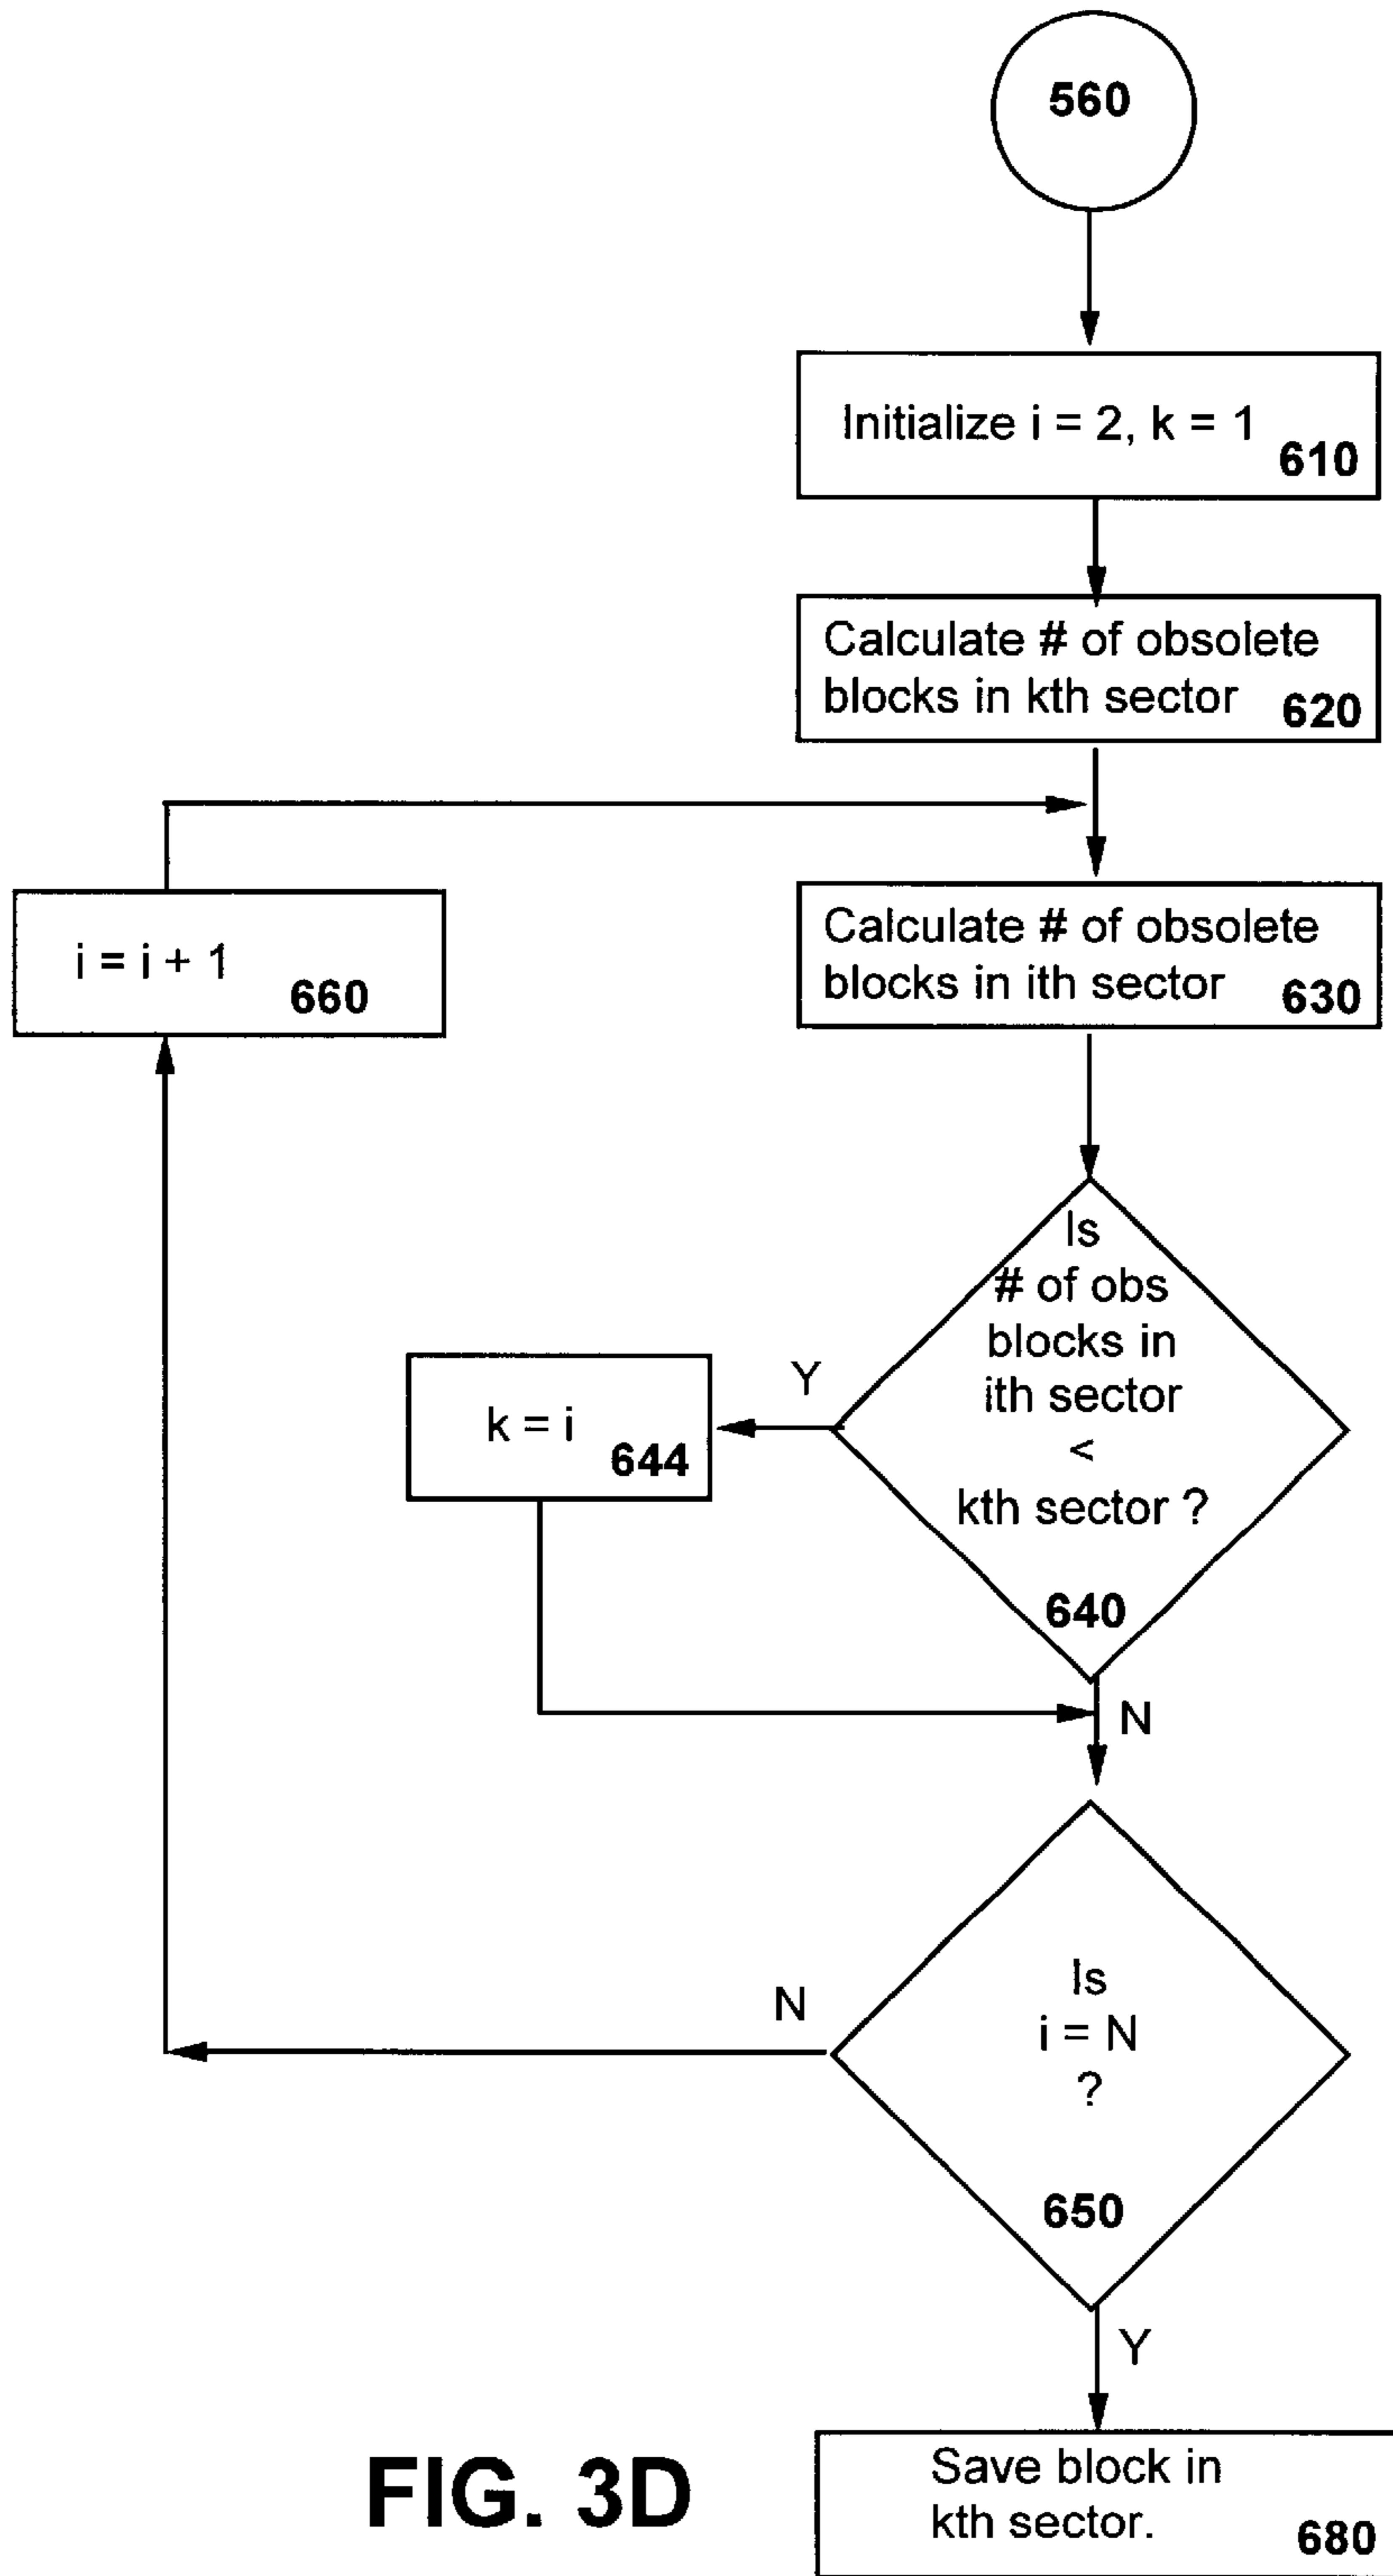 560
Initialize i = 2, k = 1
610
Calculate # of obsolete
blocks in kth sector
620
i = i + 1
660
Calculate # of obsolete
blocks in ith sector
630
Is
# of obs
blocks in
ith sector
<
kth sector ?
640
Y
k = i
644
N
Is
i = N
?
650
N
Y
Save block in
kth sector.
680
FIG. 3D